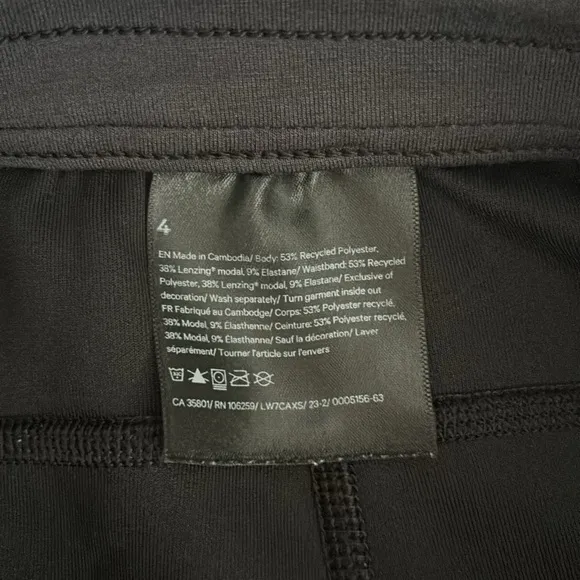 4
EN Made in Cambodia/ Body: 53% Recycled Polyester,
38% Lenzing® modal, 9% Elastane/ Waistband: 53% Recycled
Polyester, 38% Lenzing® modal, 9% Elastane/ Exclusive of
decoration/ Wash separately/ Turn garment inside out
FR Fabriqué au Cambodge/ Corps: 53% Polyester recyclé,
38% Modal, 9% Élasthanne/ Ceinture: 53% Polyester recyclé,
38% Modal, 9% Élasthanne/ Sauf la décoration/ Laver
séparément/ Tourner l'article sur l'envers
CA 35801/ RN 106259/ LW7CAXS/ 23-2/ 0005156-63